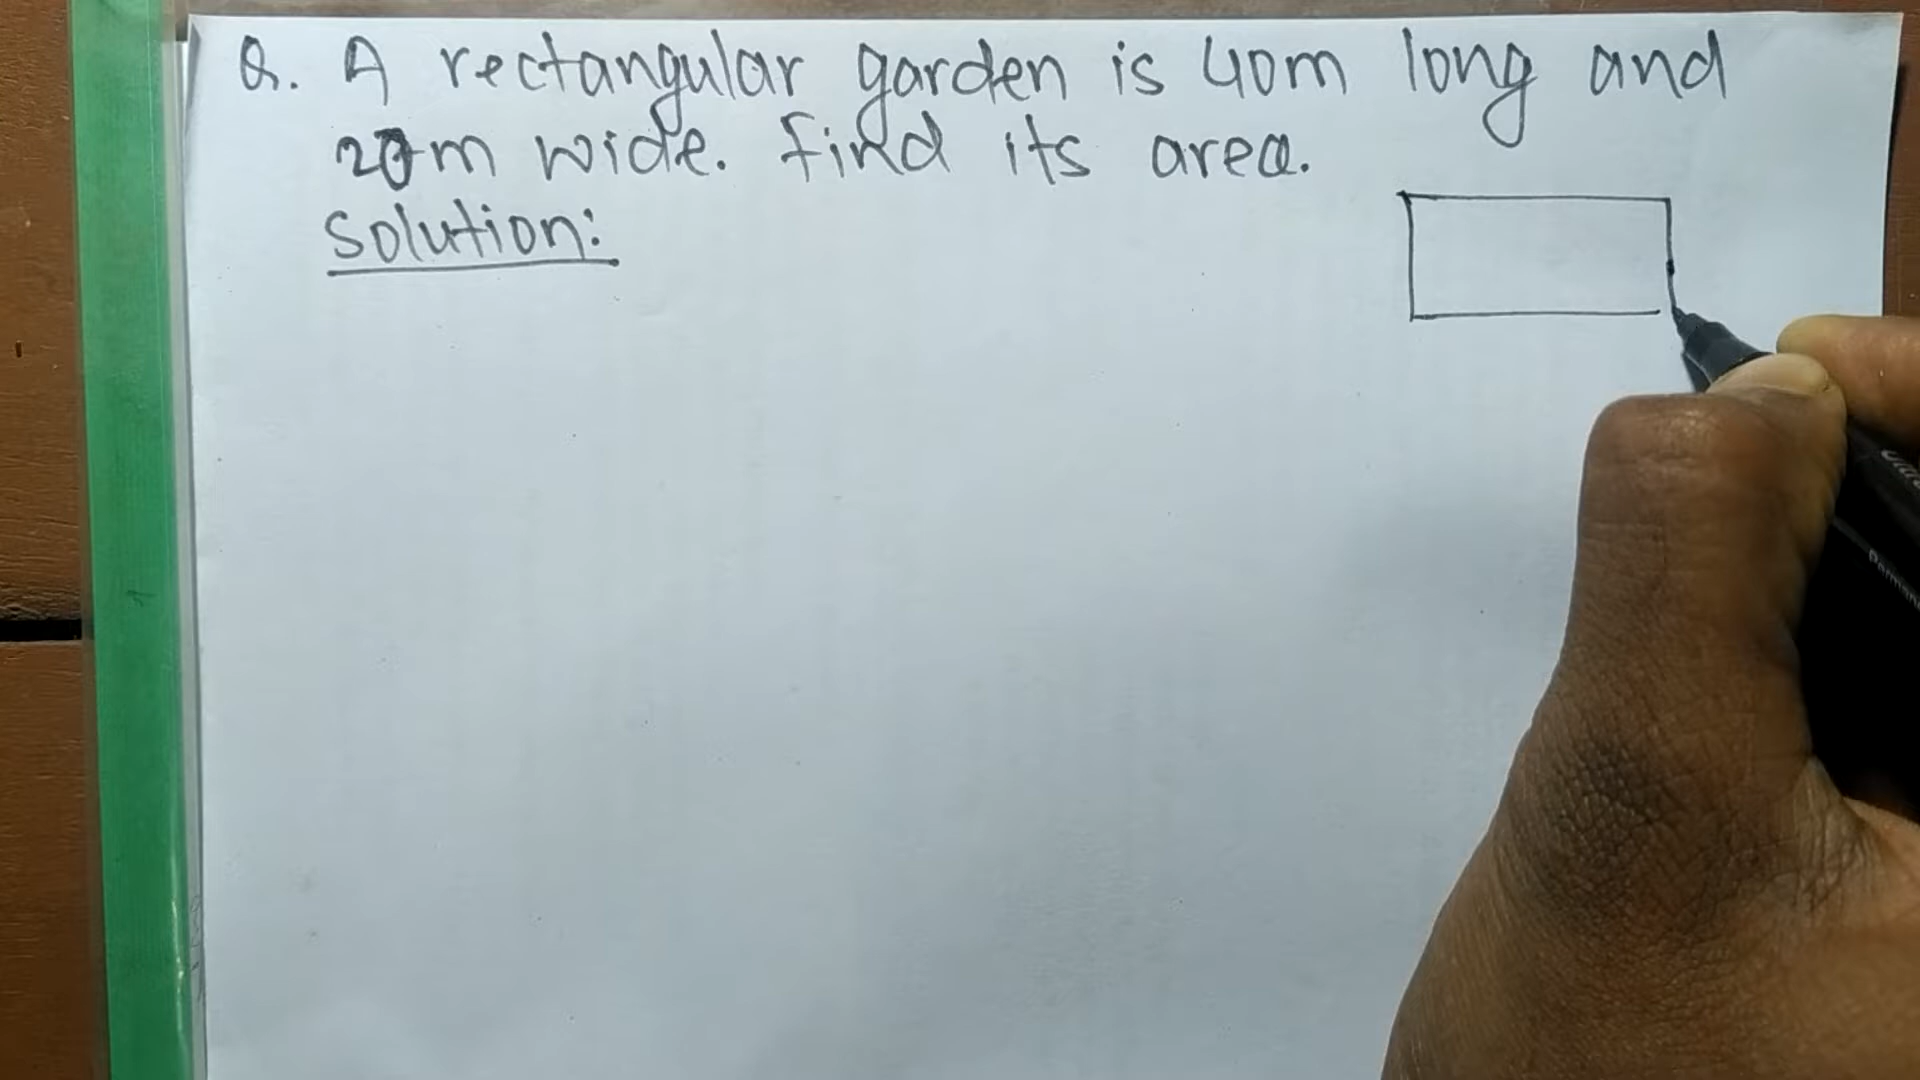 Q. A rectangular garden is 40m long and
20m wide. Find its area.
Solution: